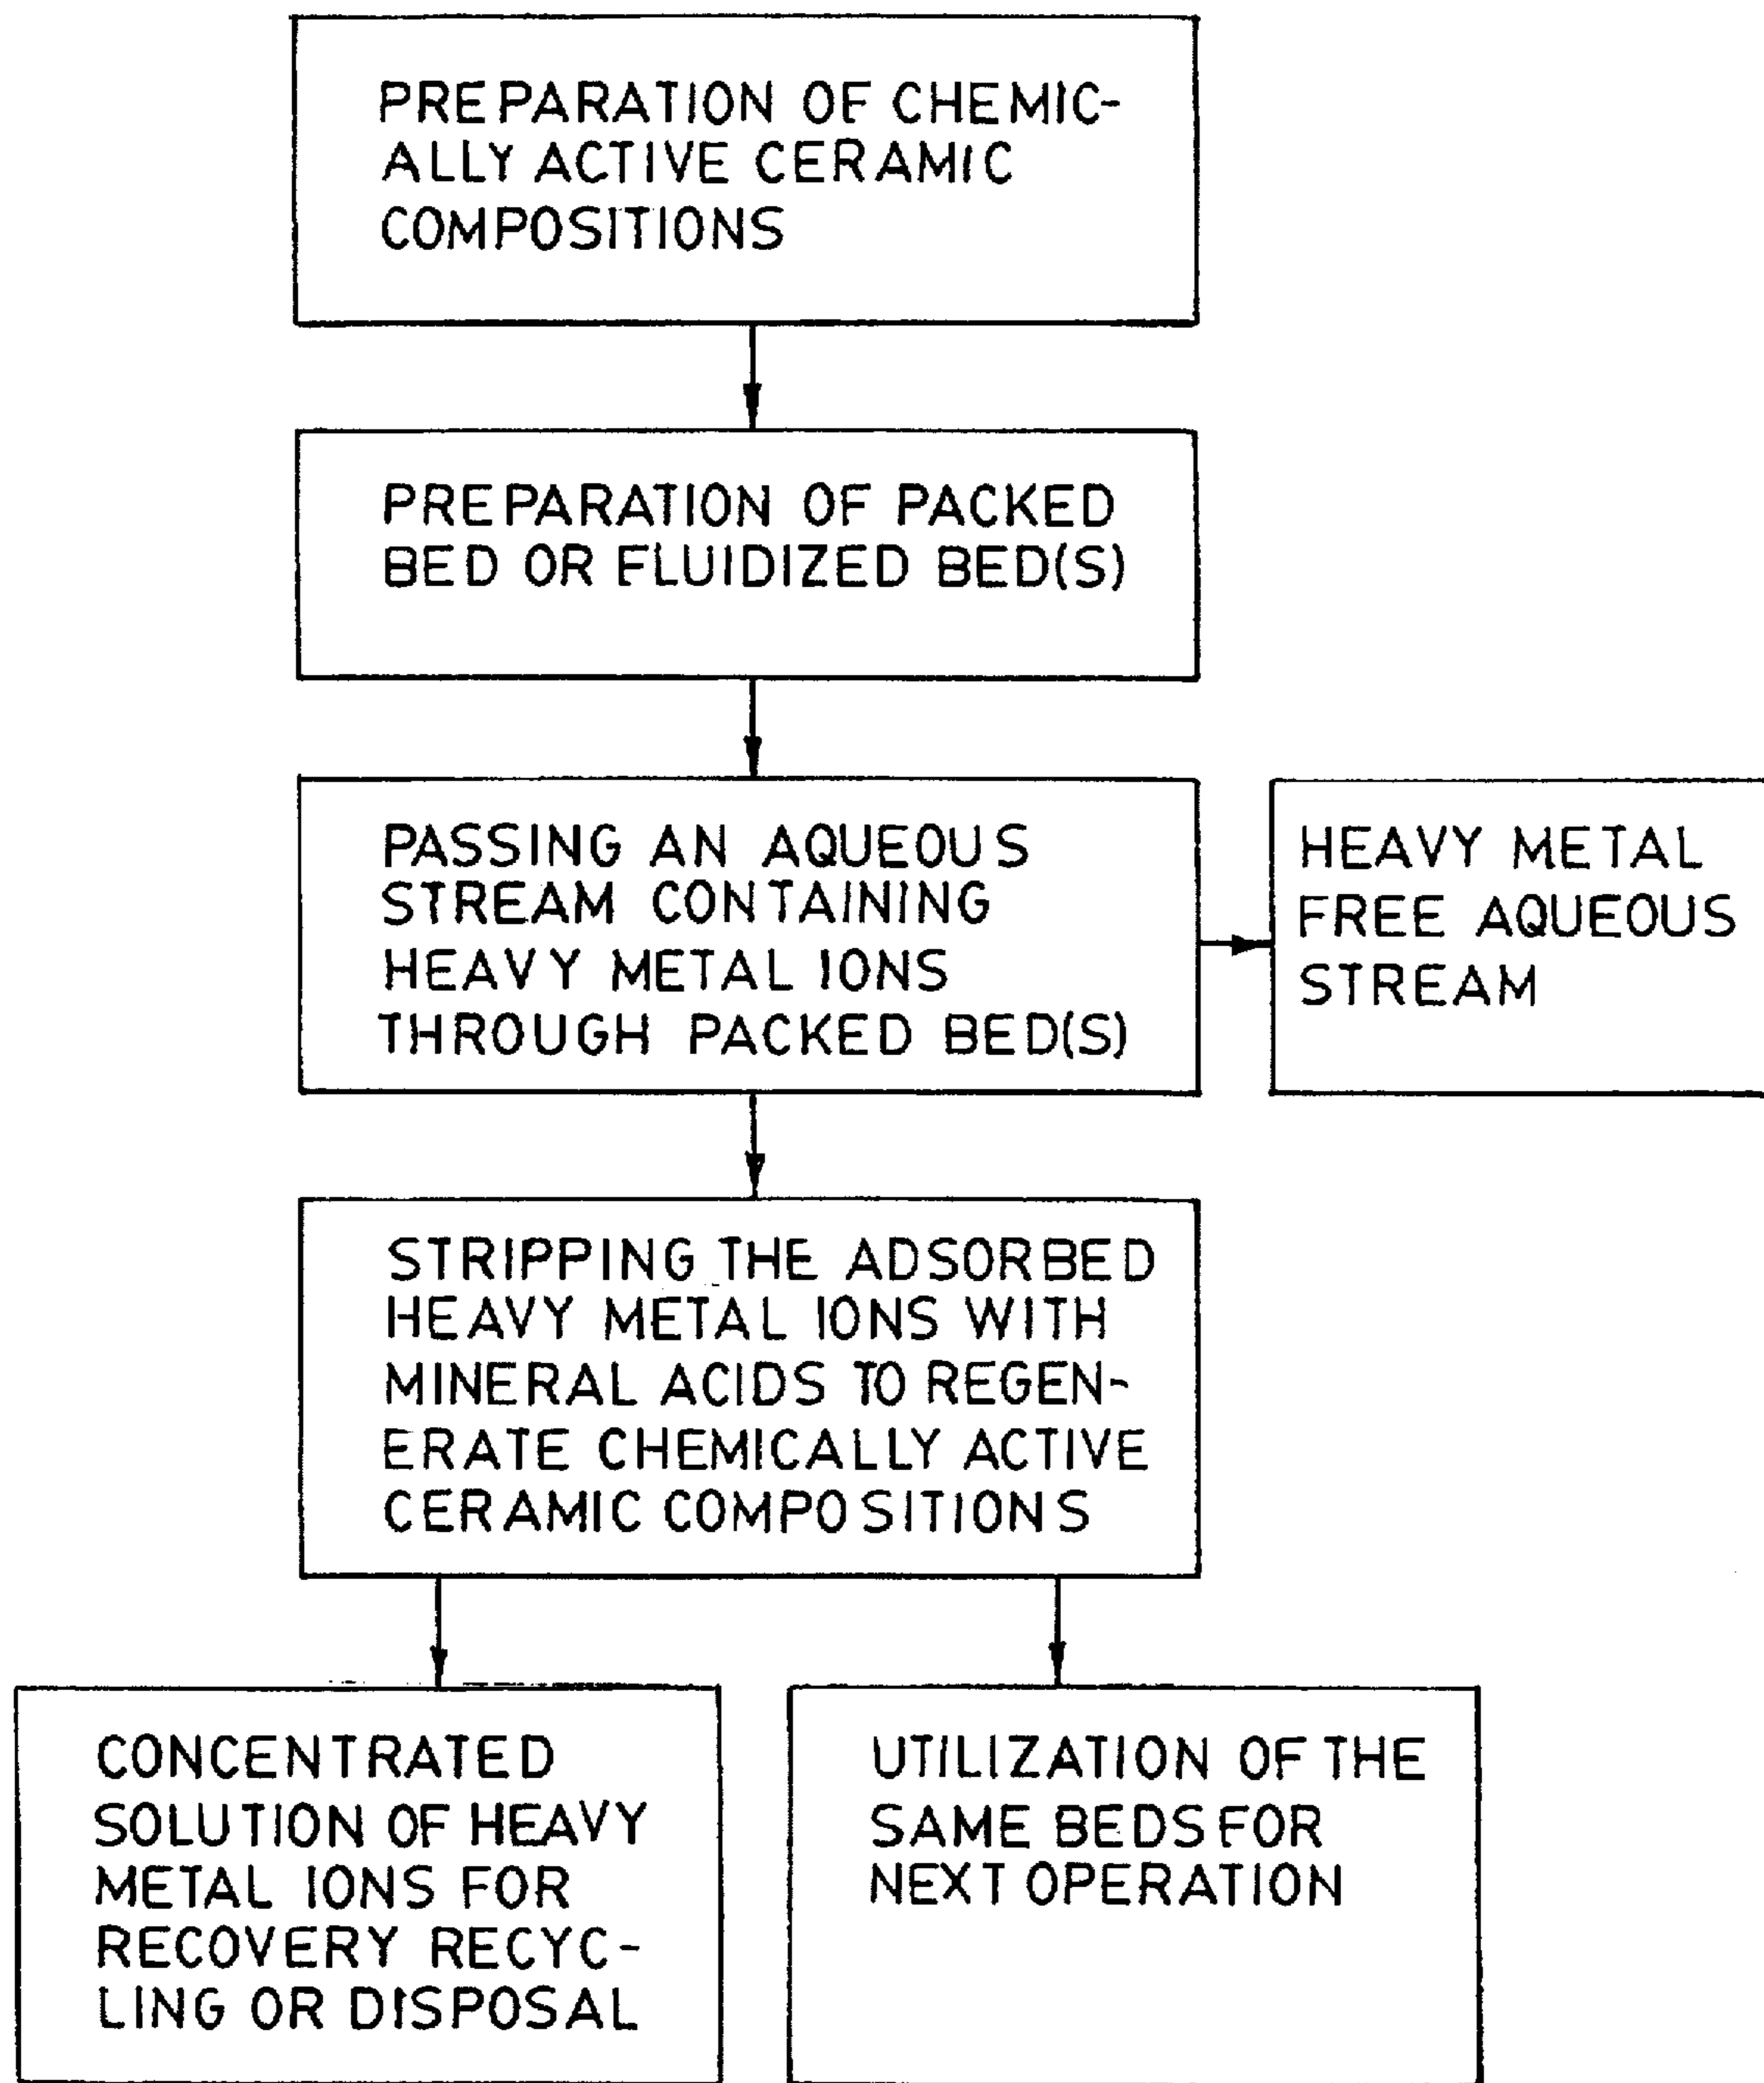 PREPARATION OF CHEMIC-
ALLY ACTIVE CERAMIC
COMPOSITIONS
PREPARATION OF PACKED
BED OR FLUIDIZED BED(S)
PASSING AN AQUEOUS
STREAM CONTAINING
HEAVY METAL IONS
THROUGH PACKED BED(S)
HEAVY METAL
FREE AQUEOUS
STREAM
STRIPPING THE ADSORBED
HEAVY METAL IONS WITH
MINERAL ACIDS TO REGEN-
ERATE CHEMICALLY ACTIVE
CERAMIC COMPOSITIONS
CONCENTRATED
SOLUTION OF HEAVY
METAL IONS FOR
RECOVERY RECYC-
LING OR DISPOSAL
UTILIZATION OF THE
SAME BEDS FOR
NEXT OPERATION